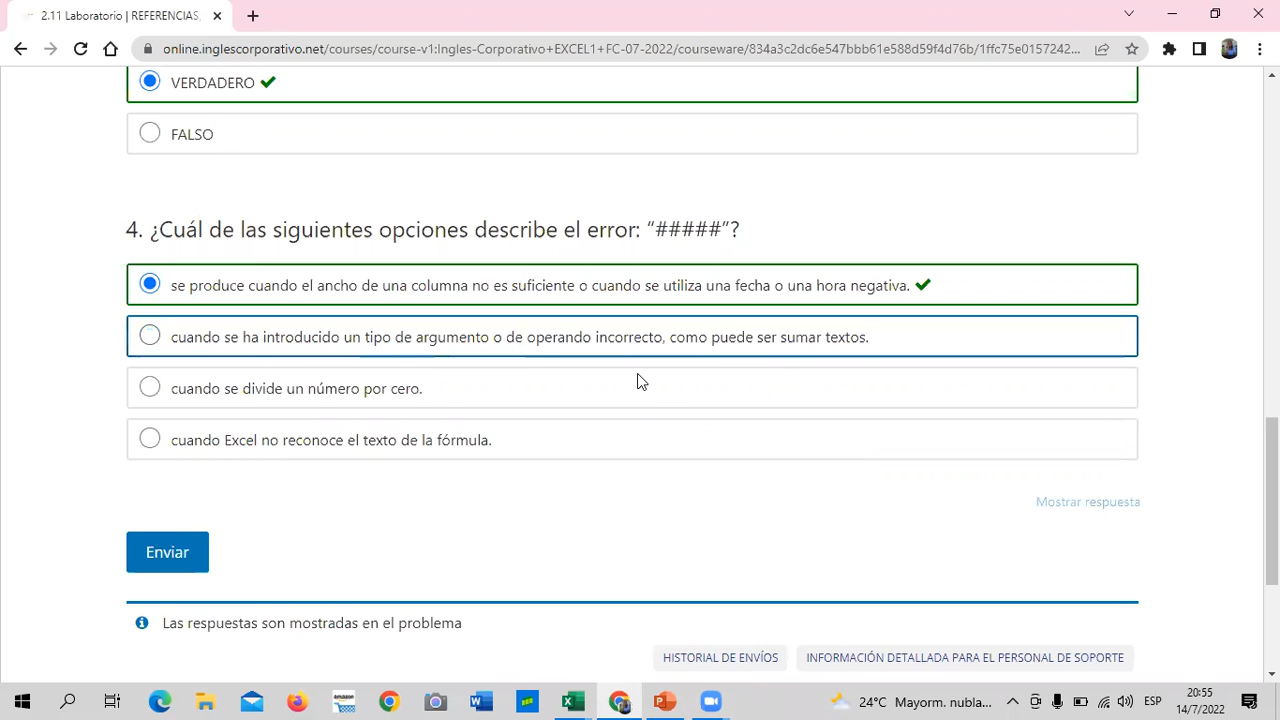 2.11 Laboratorio | REFERENCIAS,
online.inglescorporativo.net/courses/course-v1:Ingles-Corporativo+EXCEL1+FC-07-2022/courseware/334a3c2dc6e547bbb61e588d59f4d76b/1ffc75e0157242...
VERDADERO
FALSO
4. ¿Cuál de las siguientes opciones describe el error: “#####”?
se produce cuando el ancho de una columna no es suficiente o cuando se utiliza una fecha o una hora negativa.
cuando se ha introducido un tipo de argumento o de operando incorrecto, como puede ser sumar textos.
cuando se divide un número por cero.
cuando Excel no reconoce el texto de la fórmula.
Mostrar respuesta
Enviar
Las respuestas son mostradas en el problema
HISTORIAL DE ENVÍOS
INFORMACIÓN DETALLADA PARA EL PERSONAL DE SOPORTE
amazon
24°C Mayorm. nubla...
ESP
20:55
14/7/2022